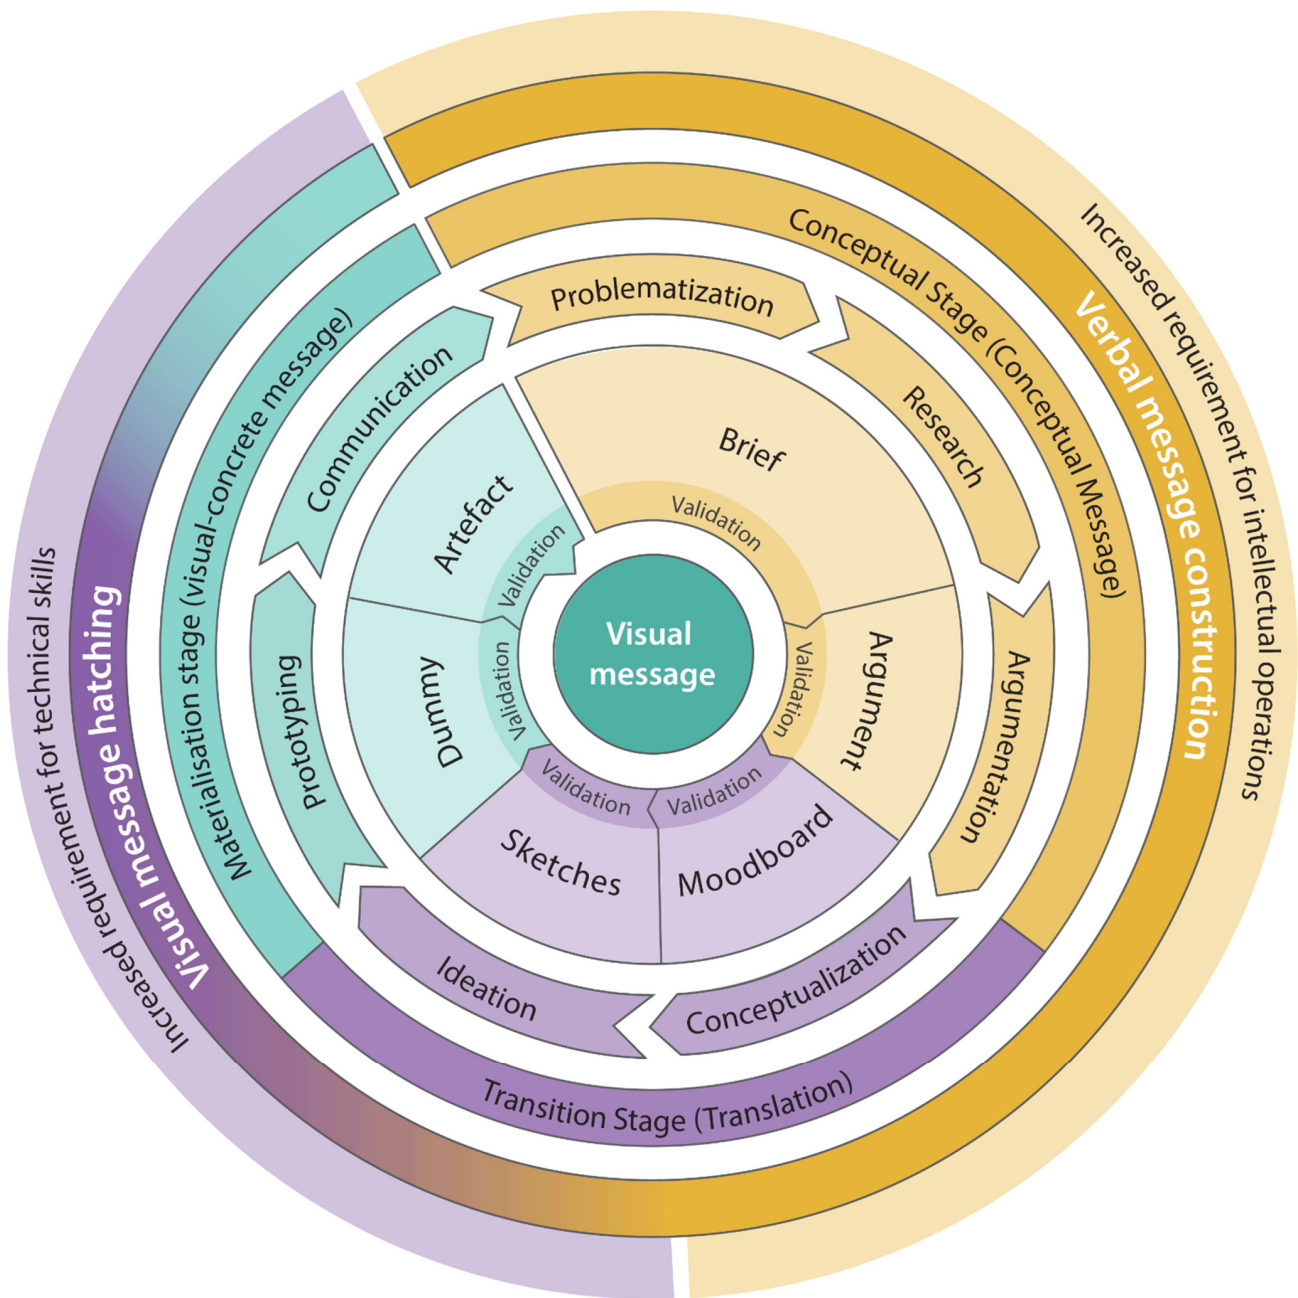 Increased requirement for intellectual operations
Verbal message construction
Conceptual Stage (Conceptual Message)
Problematization
Research
Argumentation
Conceptualization
Ideation
Prototyping
Communication
Brief
Validation
Argument
Validation
Moodboard
Validation
Sketches
Validation
Dummy
Validation
Artefact
Validation
Visual
message
Transition Stage (Translation)
Materialisation stage (visual-concrete message)
Visual message hatching
Increased requirement for technical skills